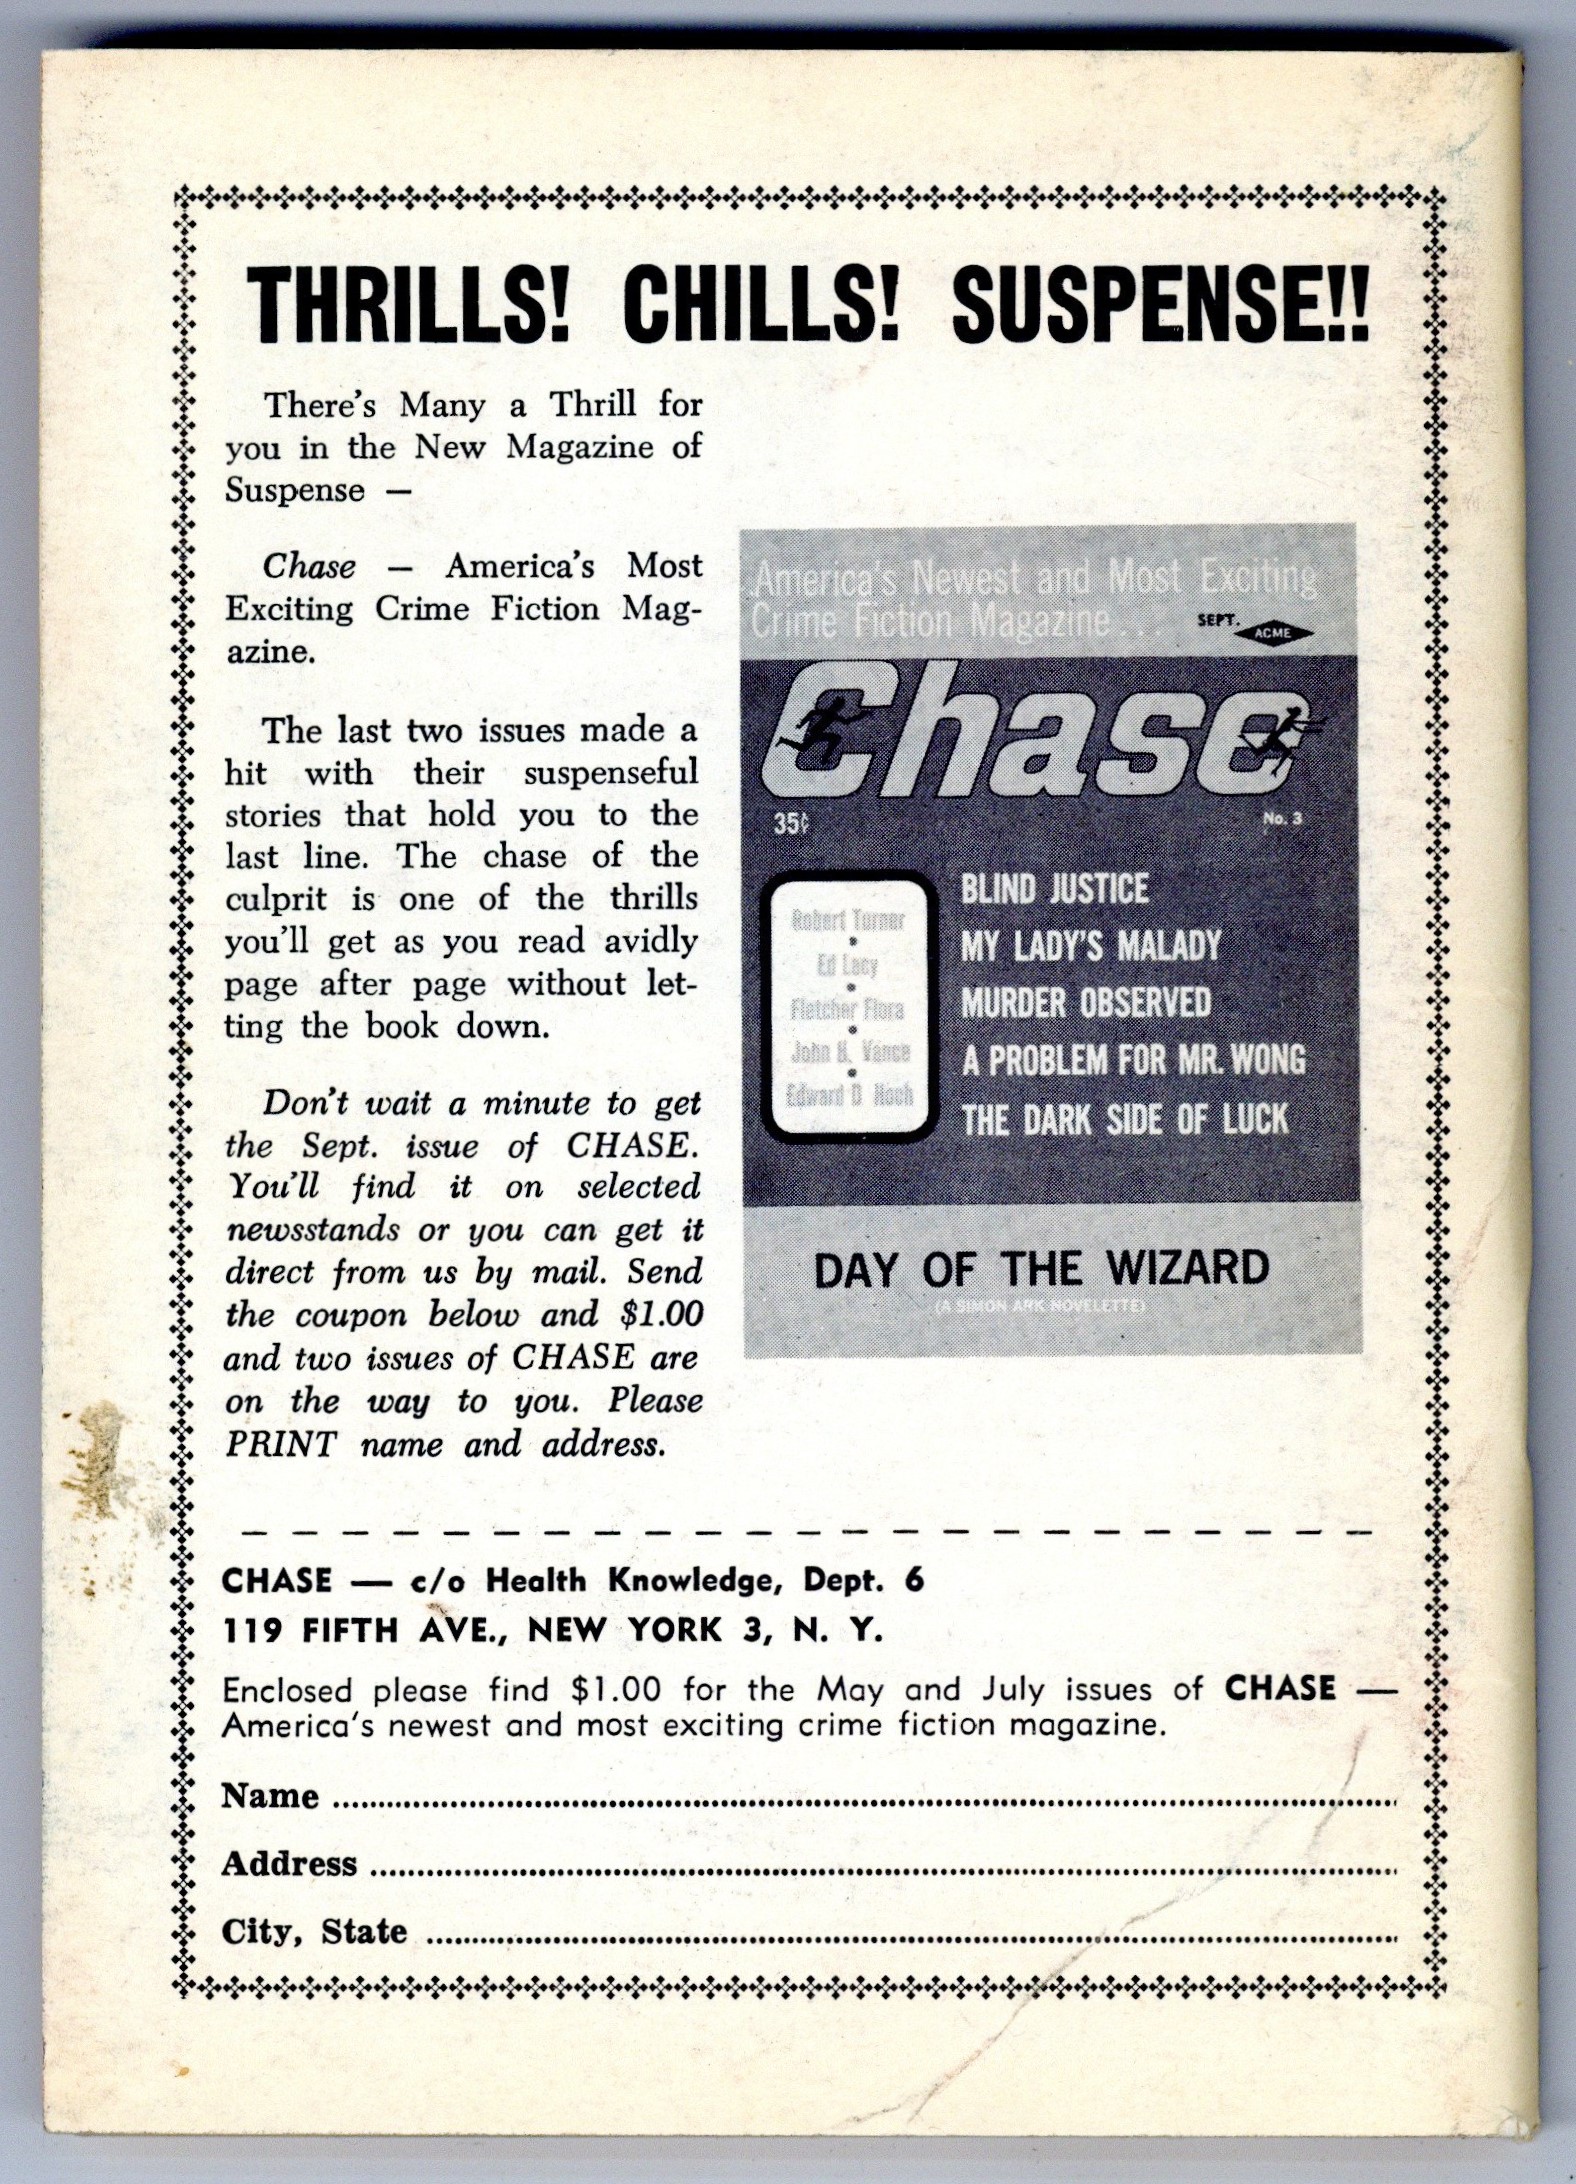 THRILLS! CHILLS! SUSPENSE!!
There's Many a Thrill for
you in the New Magazine of
Suspense —
Chase — America's Most
Exciting Crime Fiction Mag-
azine.
The last two issues made a
hit with their suspenseful
stories that hold you to the
last line. The chase of the
culprit is one of the thrills
you'll get as you read avidly
page after page without let-
ting the book down.
Don't wait a minute to get
the Sept. issue of CHASE.
You'll find it on selected
newsstands or you can get it
direct from us by mail. Send
the coupon below and $1.00
and two issues of CHASE are
on the way to you. Please
PRINT name and address.
America's Newest and Most Exciting
Crime Fiction Magazine...
SEPT.
ACME
Chase
35¢
No. 3
Robert Turner
Ed Lacy
Fletcher Flora
John B. Vance
Edward D Hoch
BLIND JUSTICE
MY LADY'S MALADY
MURDER OBSERVED
A PROBLEM FOR MR. WONG
THE DARK SIDE OF LUCK
DAY OF THE WIZARD
(A SIMON ARK NOVELETTE)
CHASE — c/o Health Knowledge, Dept. 6
119 FIFTH AVE., NEW YORK 3, N. Y.
Enclosed please find $1.00 for the May and July issues of CHASE —
America's newest and most exciting crime fiction magazine.
Name
Address
City, State